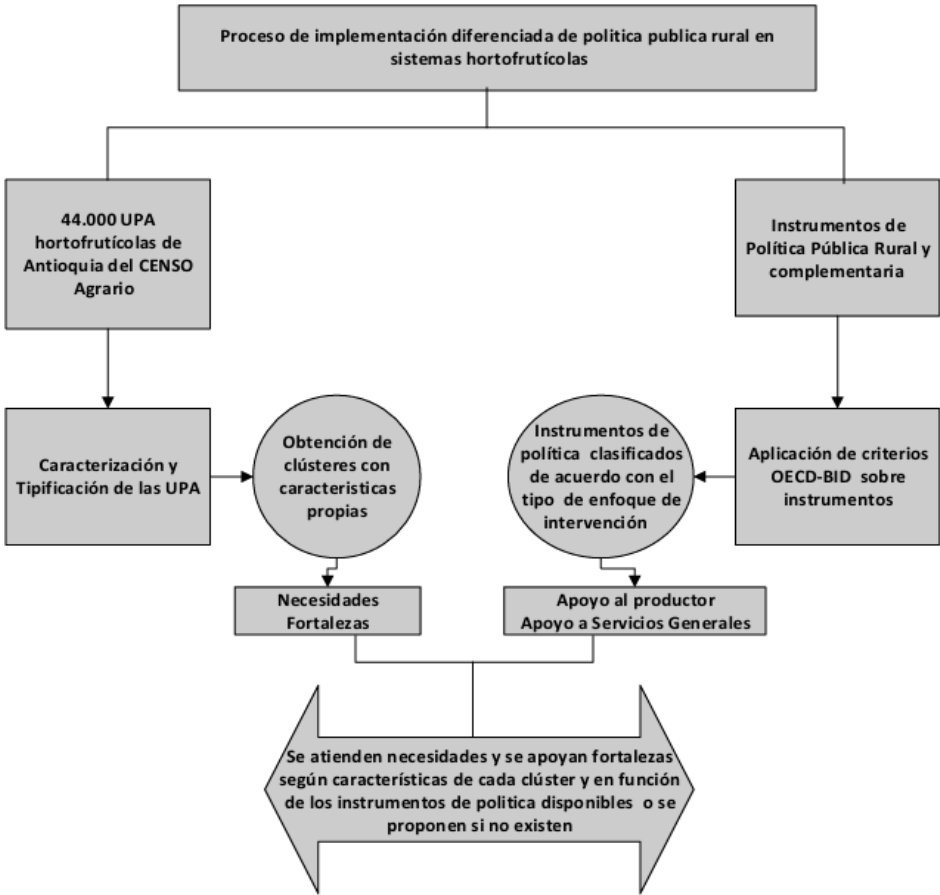 Proceso de implementación diferenciada de politica publica rural en
sistemas hortofrutícolas
44.000 UPA
hortofrutícolas de
Antioquia del CENSO
Agrario
Instrumentos de
Política Pública Rural y
complementaria
Caracterización y
Tipificación de las UPA
Obtención de
clústeres con
caracteristicas
propias
Instrumentos de
política clasificados
de acuerdo con el
tipo de enfoque de
intervención
Aplicación de criterios
OECD-BID sobre
instrumentos
Necesidades
Fortalezas
Apoyo al productor
Apoyo a Servicios Generales
Se atienden necesidades y se apoyan fortalezas
según característícas de cada clúster y en función
de los instrumentos de politica disponibles o se
proponen si no existen